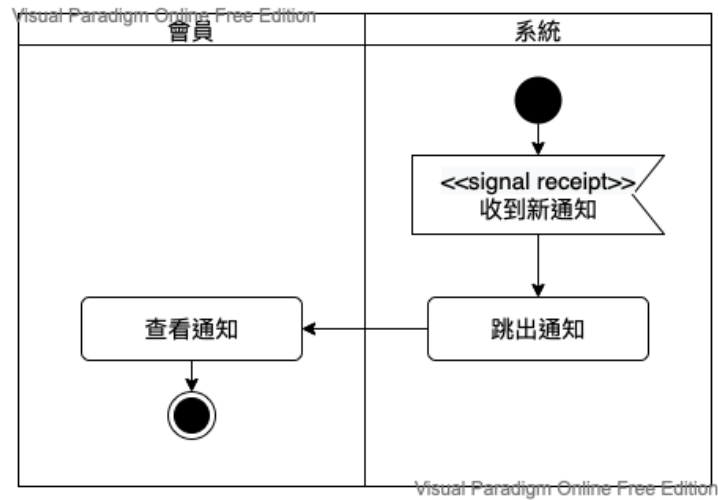 Visual Paradigm Online Free Edition
會員
系統
<<signal receipt>>
收到新通知
查看通知
跳出通知
Visual Paradigm Online Free Edition